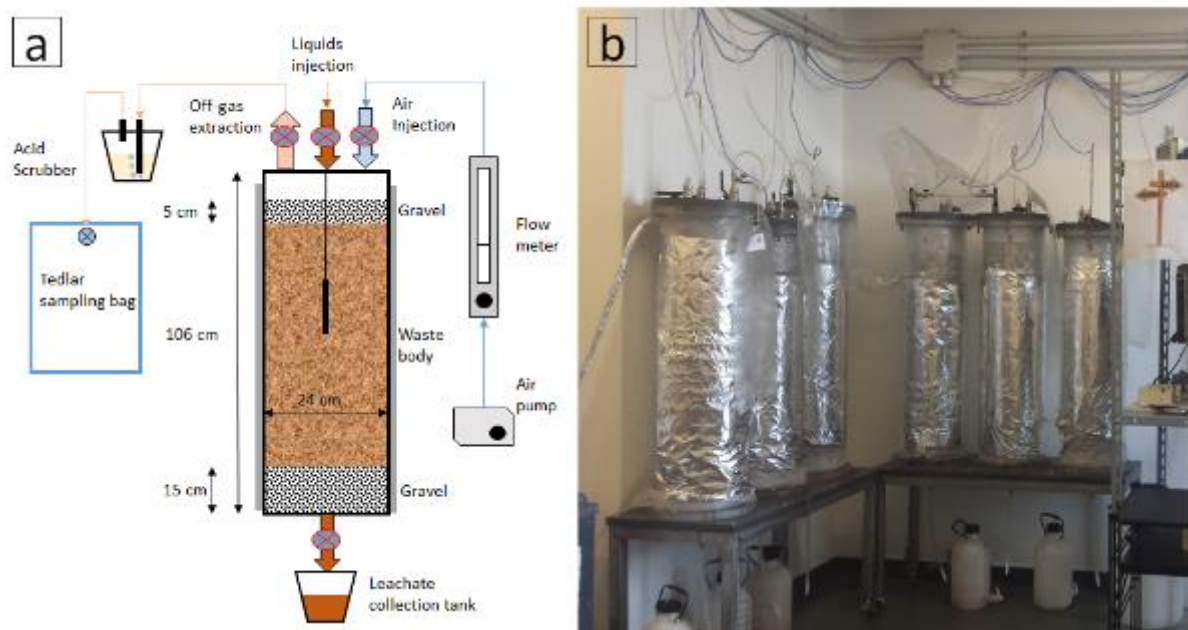 a
Liquids
injection
Off-gas
extraction
Air
Injection
Acid
Scrubber
5 cm
Gravel
Flow
meter
Tedlar
sampling bag
106 cm
Waste
body
24 cm
Air
pump
15 cm
Gravel
Leachate
collection tank
b